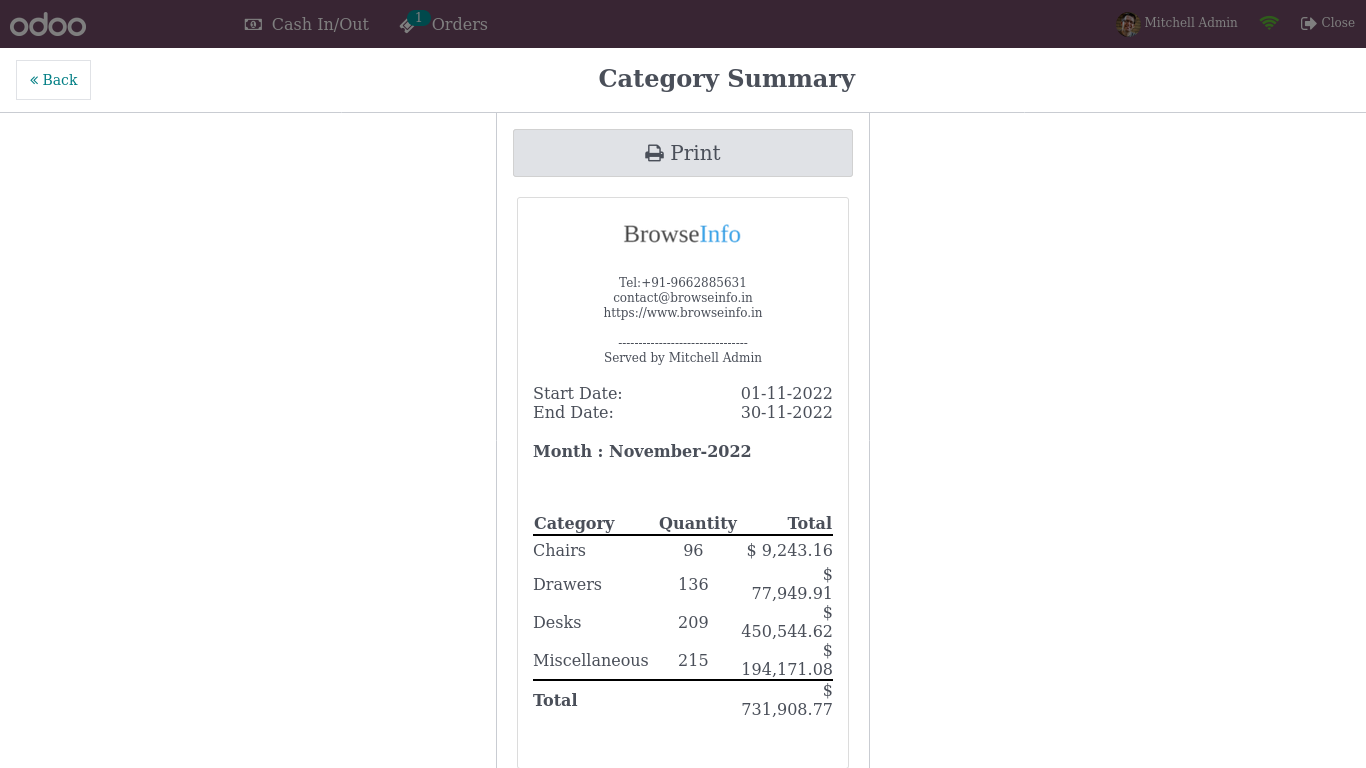 odoo Cash In/Out 1 Orders Mitchell Admin Close
« Back Category Summary
Print
BrowseInfo
Tel:+91-9662885631
contact@browseinfo.in
https://www.browseinfo.in
--------------------------------
Served by Mitchell Admin
Start Date: 01-11-2022
End Date: 30-11-2022
Month : November-2022
Category Quantity Total
Chairs 96 $ 9,243.16
Drawers 136 $ 77,949.91
Desks 209 $ 450,544.62
Miscellaneous 215 $ 194,171.08
Total $ 731,908.77